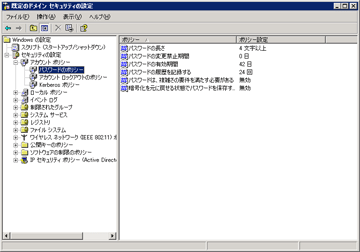 既定のドメイン セキュリティの設定
ファイル(F) 操作(A) 表示(V) ヘルプ(H)
Windows の設定
スクリプト (スタートアップ/シャットダウン)
セキュリティの設定
アカウント ポリシー
パスワードのポリシー
アカウント ロックアウトのポリシー
Kerberos ポリシー
ローカル ポリシー
イベント ログ
制限されたグループ
システム サービス
レジストリ
ファイル システム
ワイヤレス ネットワーク (IEEE 80211) ポ
公開キーのポリシー
ソフトウェアの制限のポリシー
IP セキュリティ ポリシー (Active Direct
ポリシー ポリシー設定
パスワードの長さ 4 文字以上
パスワードの変更禁止期間 0 日
パスワードの有効期間 42 日
パスワードの履歴を記録する 24 回
パスワードは、複雑さの要件を満たす必要がある 無効
暗号化を元に戻せる状態でパスワードを保存す. 無効